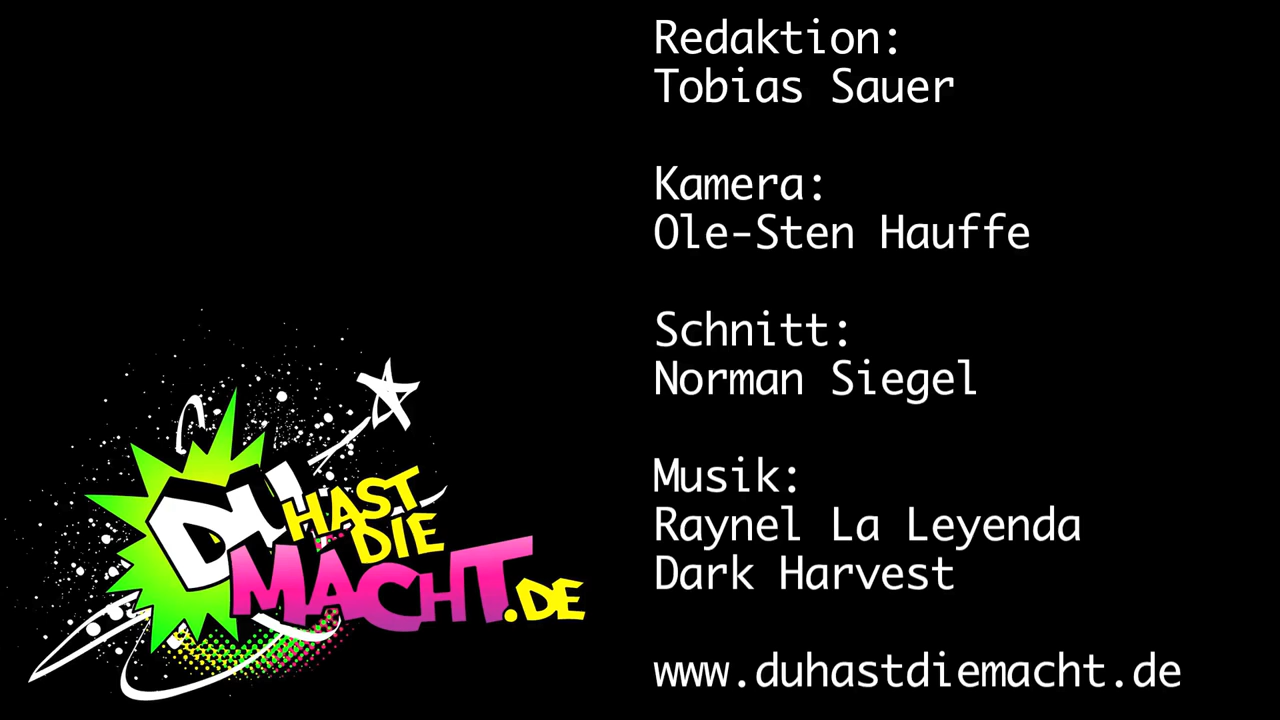 Redaktion:
Tobias Sauer
Kamera:
Ole-Sten Hauffe
Schnitt:
Norman Siegel
Musik:
Raynel La Leyenda
Dark Harvest
www.duhastdiemacht.de
DU
HAST
DIE
MACHT.DE